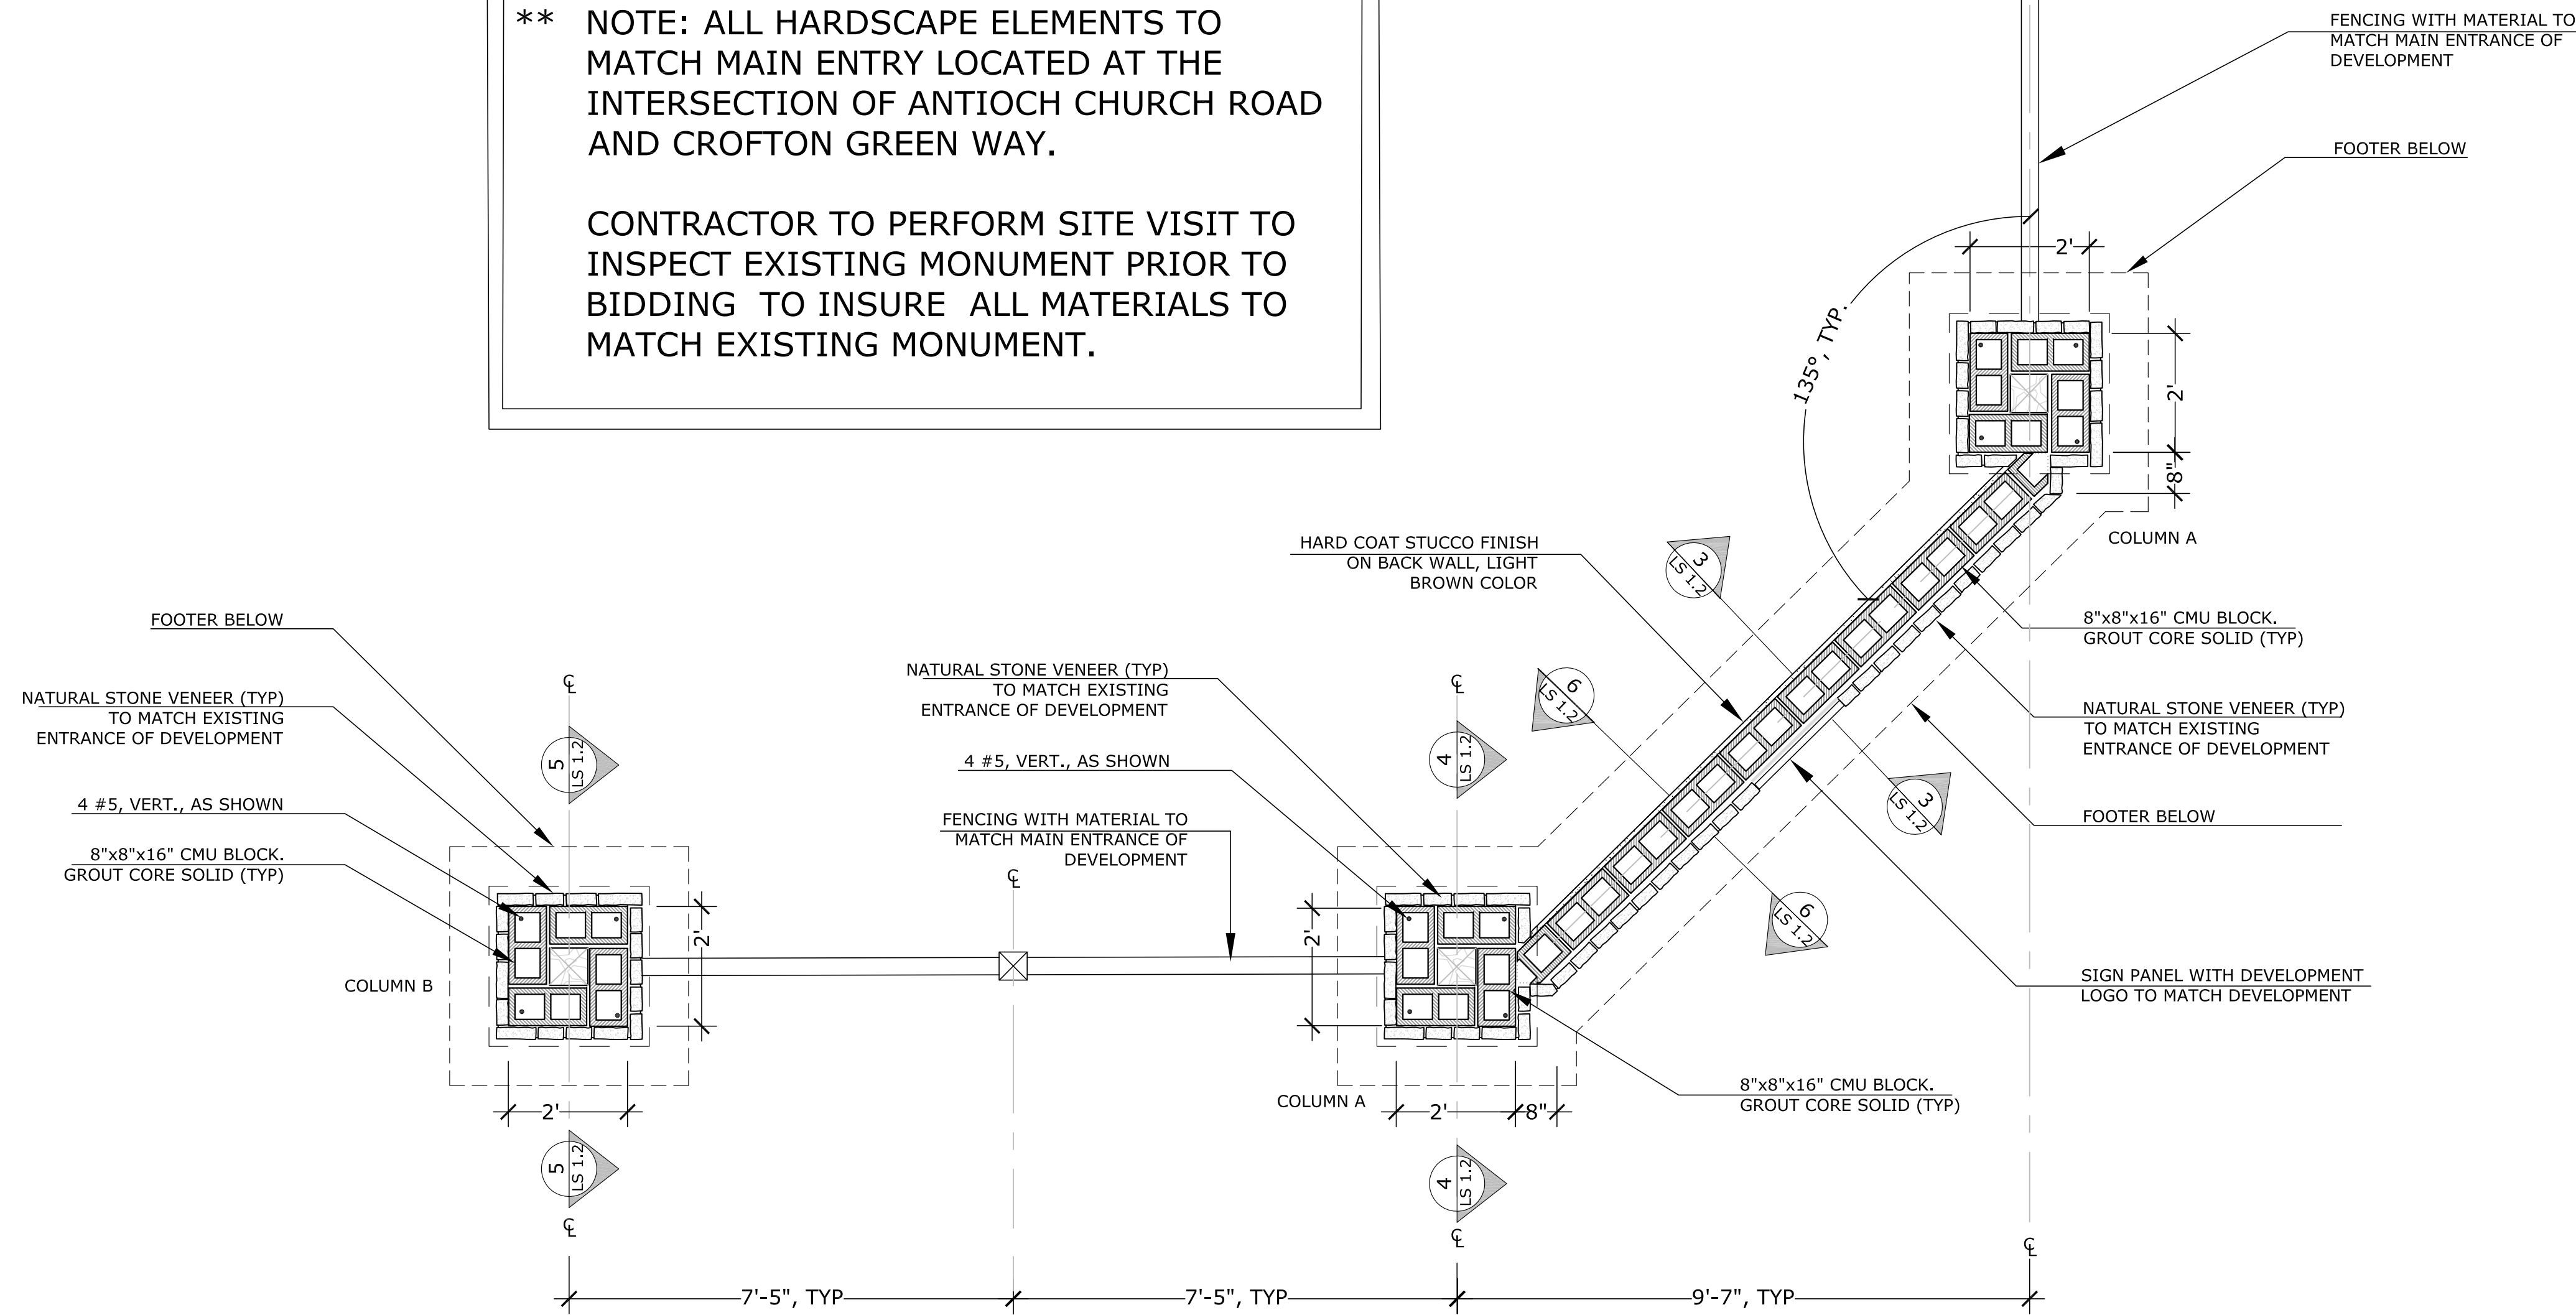 ** NOTE: ALL HARDSCAPE ELEMENTS TO
MATCH MAIN ENTRY LOCATED AT THE
INTERSECTION OF ANTIOCH CHURCH ROAD
AND CROFTON GREEN WAY.
CONTRACTOR TO PERFORM SITE VISIT TO
INSPECT EXISTING MONUMENT PRIOR TO
BIDDING  TO INSURE  ALL MATERIALS TO
MATCH EXISTING MONUMENT.
FENCING WITH MATERIAL TO
MATCH MAIN ENTRANCE OF
DEVELOPMENT
FOOTER BELOW
2'
135°, TYP.
2'
8"
COLUMN A
HARD COAT STUCCO FINISH
ON BACK WALL, LIGHT
BROWN COLOR
3
LS 1.2
6
LS 1.2
8"x8"x16" CMU BLOCK.
GROUT CORE SOLID (TYP)
NATURAL STONE VENEER (TYP)
TO MATCH EXISTING
ENTRANCE OF DEVELOPMENT
FOOTER BELOW
3
LS 1.2
6
LS 1.2
SIGN PANEL WITH DEVELOPMENT
LOGO TO MATCH DEVELOPMENT
8"x8"x16" CMU BLOCK.
GROUT CORE SOLID (TYP)
FOOTER BELOW
NATURAL STONE VENEER (TYP)
TO MATCH EXISTING
ENTRANCE OF DEVELOPMENT
4 #5, VERT., AS SHOWN
8"x8"x16" CMU BLOCK.
GROUT CORE SOLID (TYP)
COLUMN B
℄
5
LS 1.2
2'
2'
5
LS 1.2
℄
NATURAL STONE VENEER (TYP)
TO MATCH EXISTING
ENTRANCE OF DEVELOPMENT
4 #5, VERT., AS SHOWN
FENCING WITH MATERIAL TO
MATCH MAIN ENTRANCE OF
DEVELOPMENT
℄
℄
4
LS 1.2
2'
COLUMN A
2'
8"
4
LS 1.2
℄
℄
7'-5", TYP
7'-5", TYP
9'-7", TYP